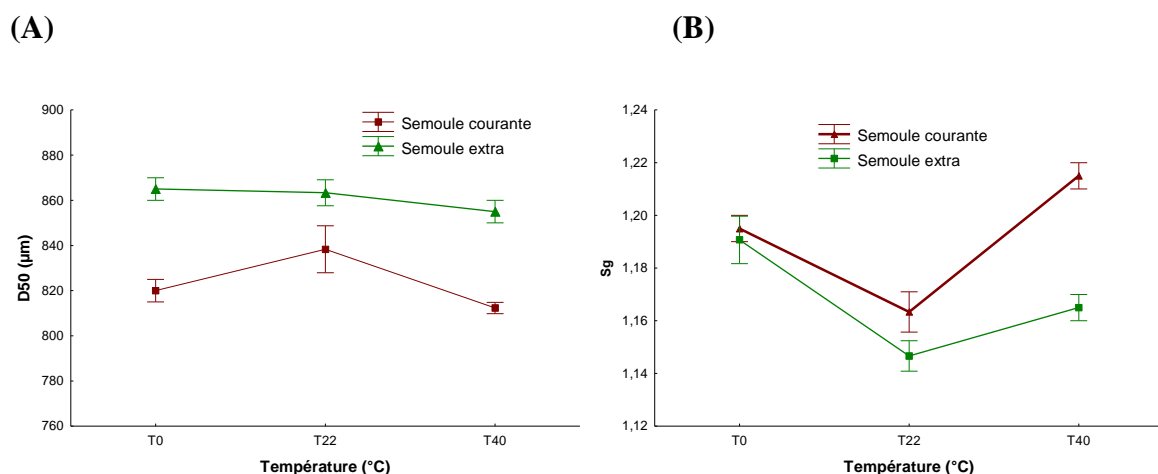 (A)
(B)
900
880
860
840
820
800
780
760
D50 (µm)
Semoule courante
Semoule extra
T0 T22 T40
Température (°C)
1,24
1,22
1,20
1,18
1,16
1,14
1,12
Sg
Semoule courante
Semoule extra
T0 T22 T40
Température (°C)